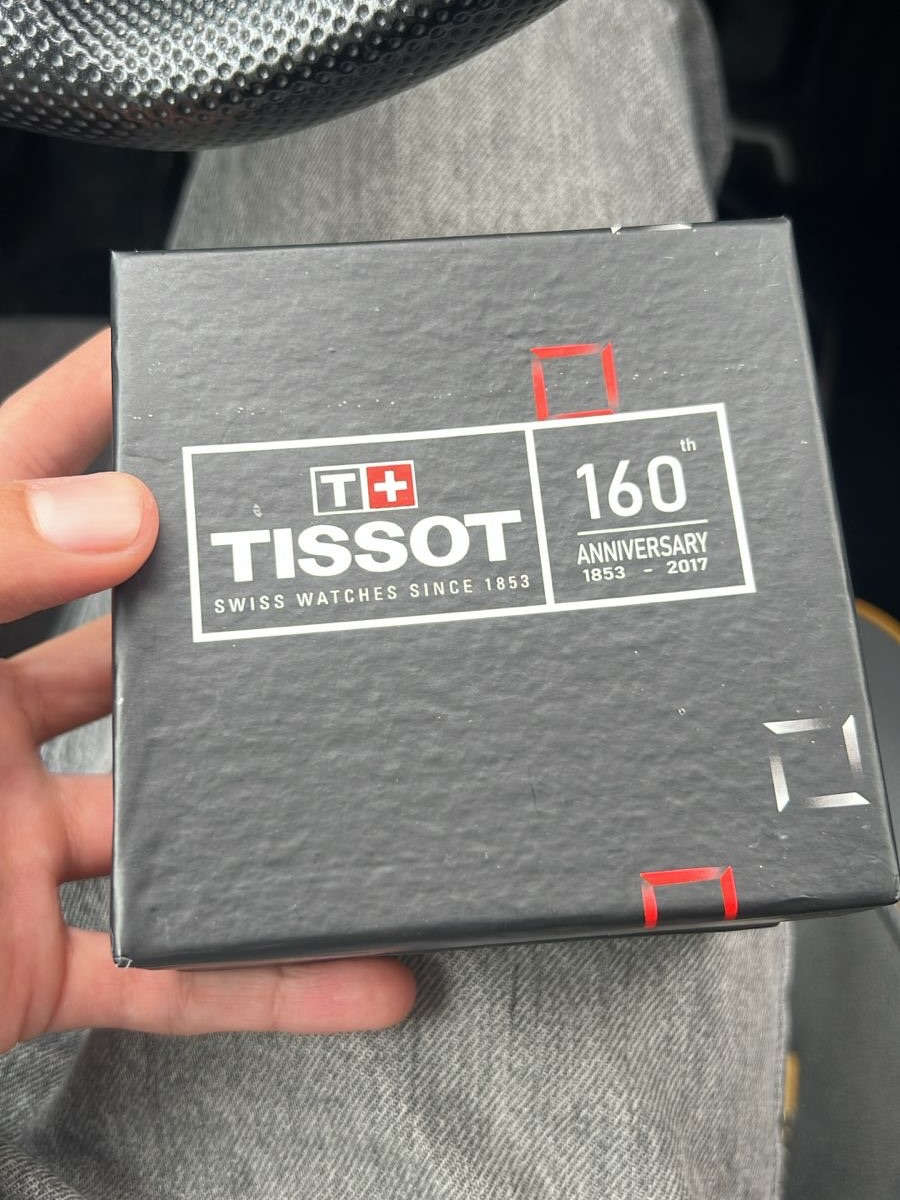 T+
TISSOT
SWISS WATCHES SINCE 1853
160th
ANNIVERSARY
1853 - 2017